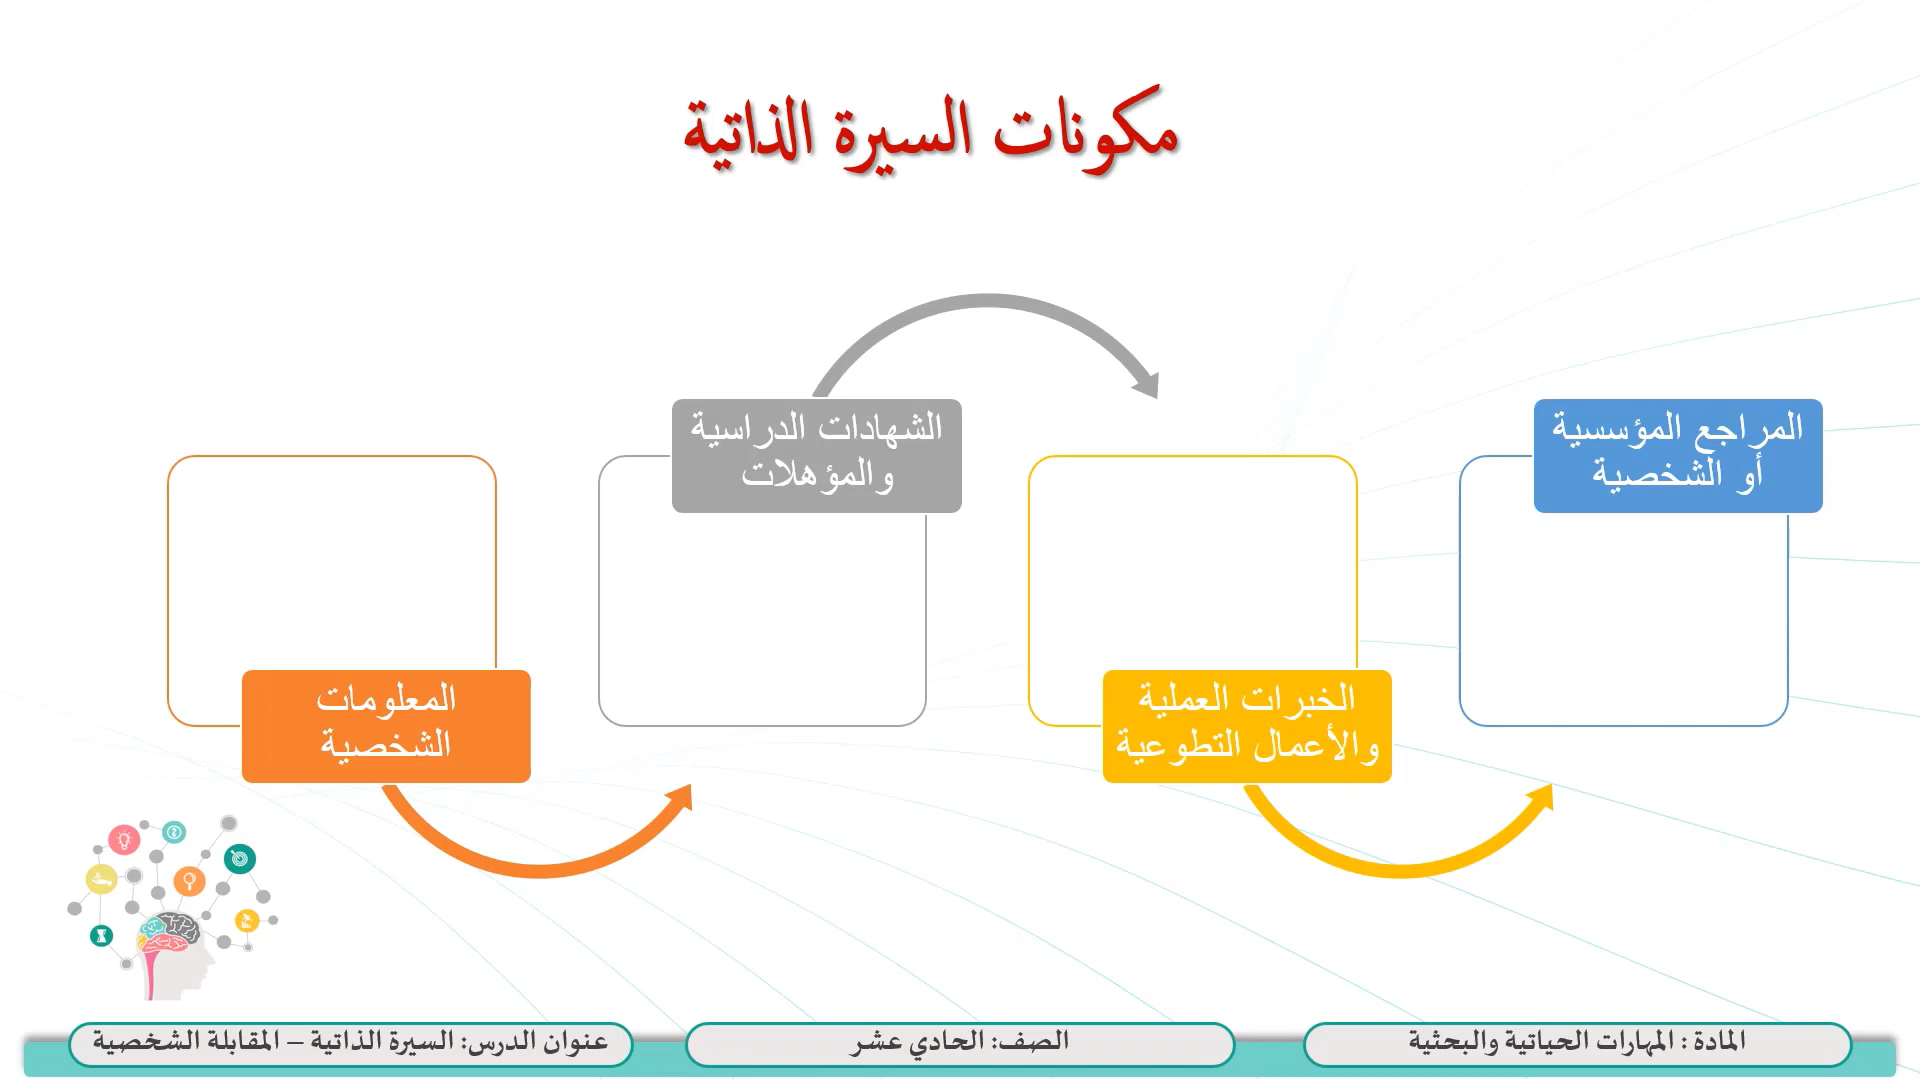 مكونات السيرة الذاتية
المعلومات
الشخصية
الشهادات الدراسية
والمؤهلات
الخبرات العملية
والأعمال التطوعية
المراجع المؤسسية
أو الشخصية
المادة : المهارات الحياتية والبحثية
الصف: الحادي عشر
عنوان الدرس: السيرة الذاتية – المقابلة الشخصية